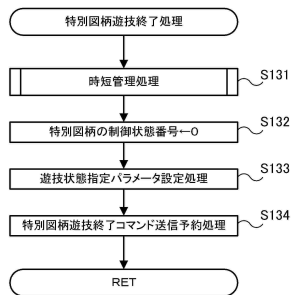 特別図柄遊技終了処理
時短管理処理
S131
特別図柄の制御状態番号←0
S132
遊技状態指定パラメータ設定処理
S133
特別図柄遊技終了コマンド送信予約処理
S134
RET